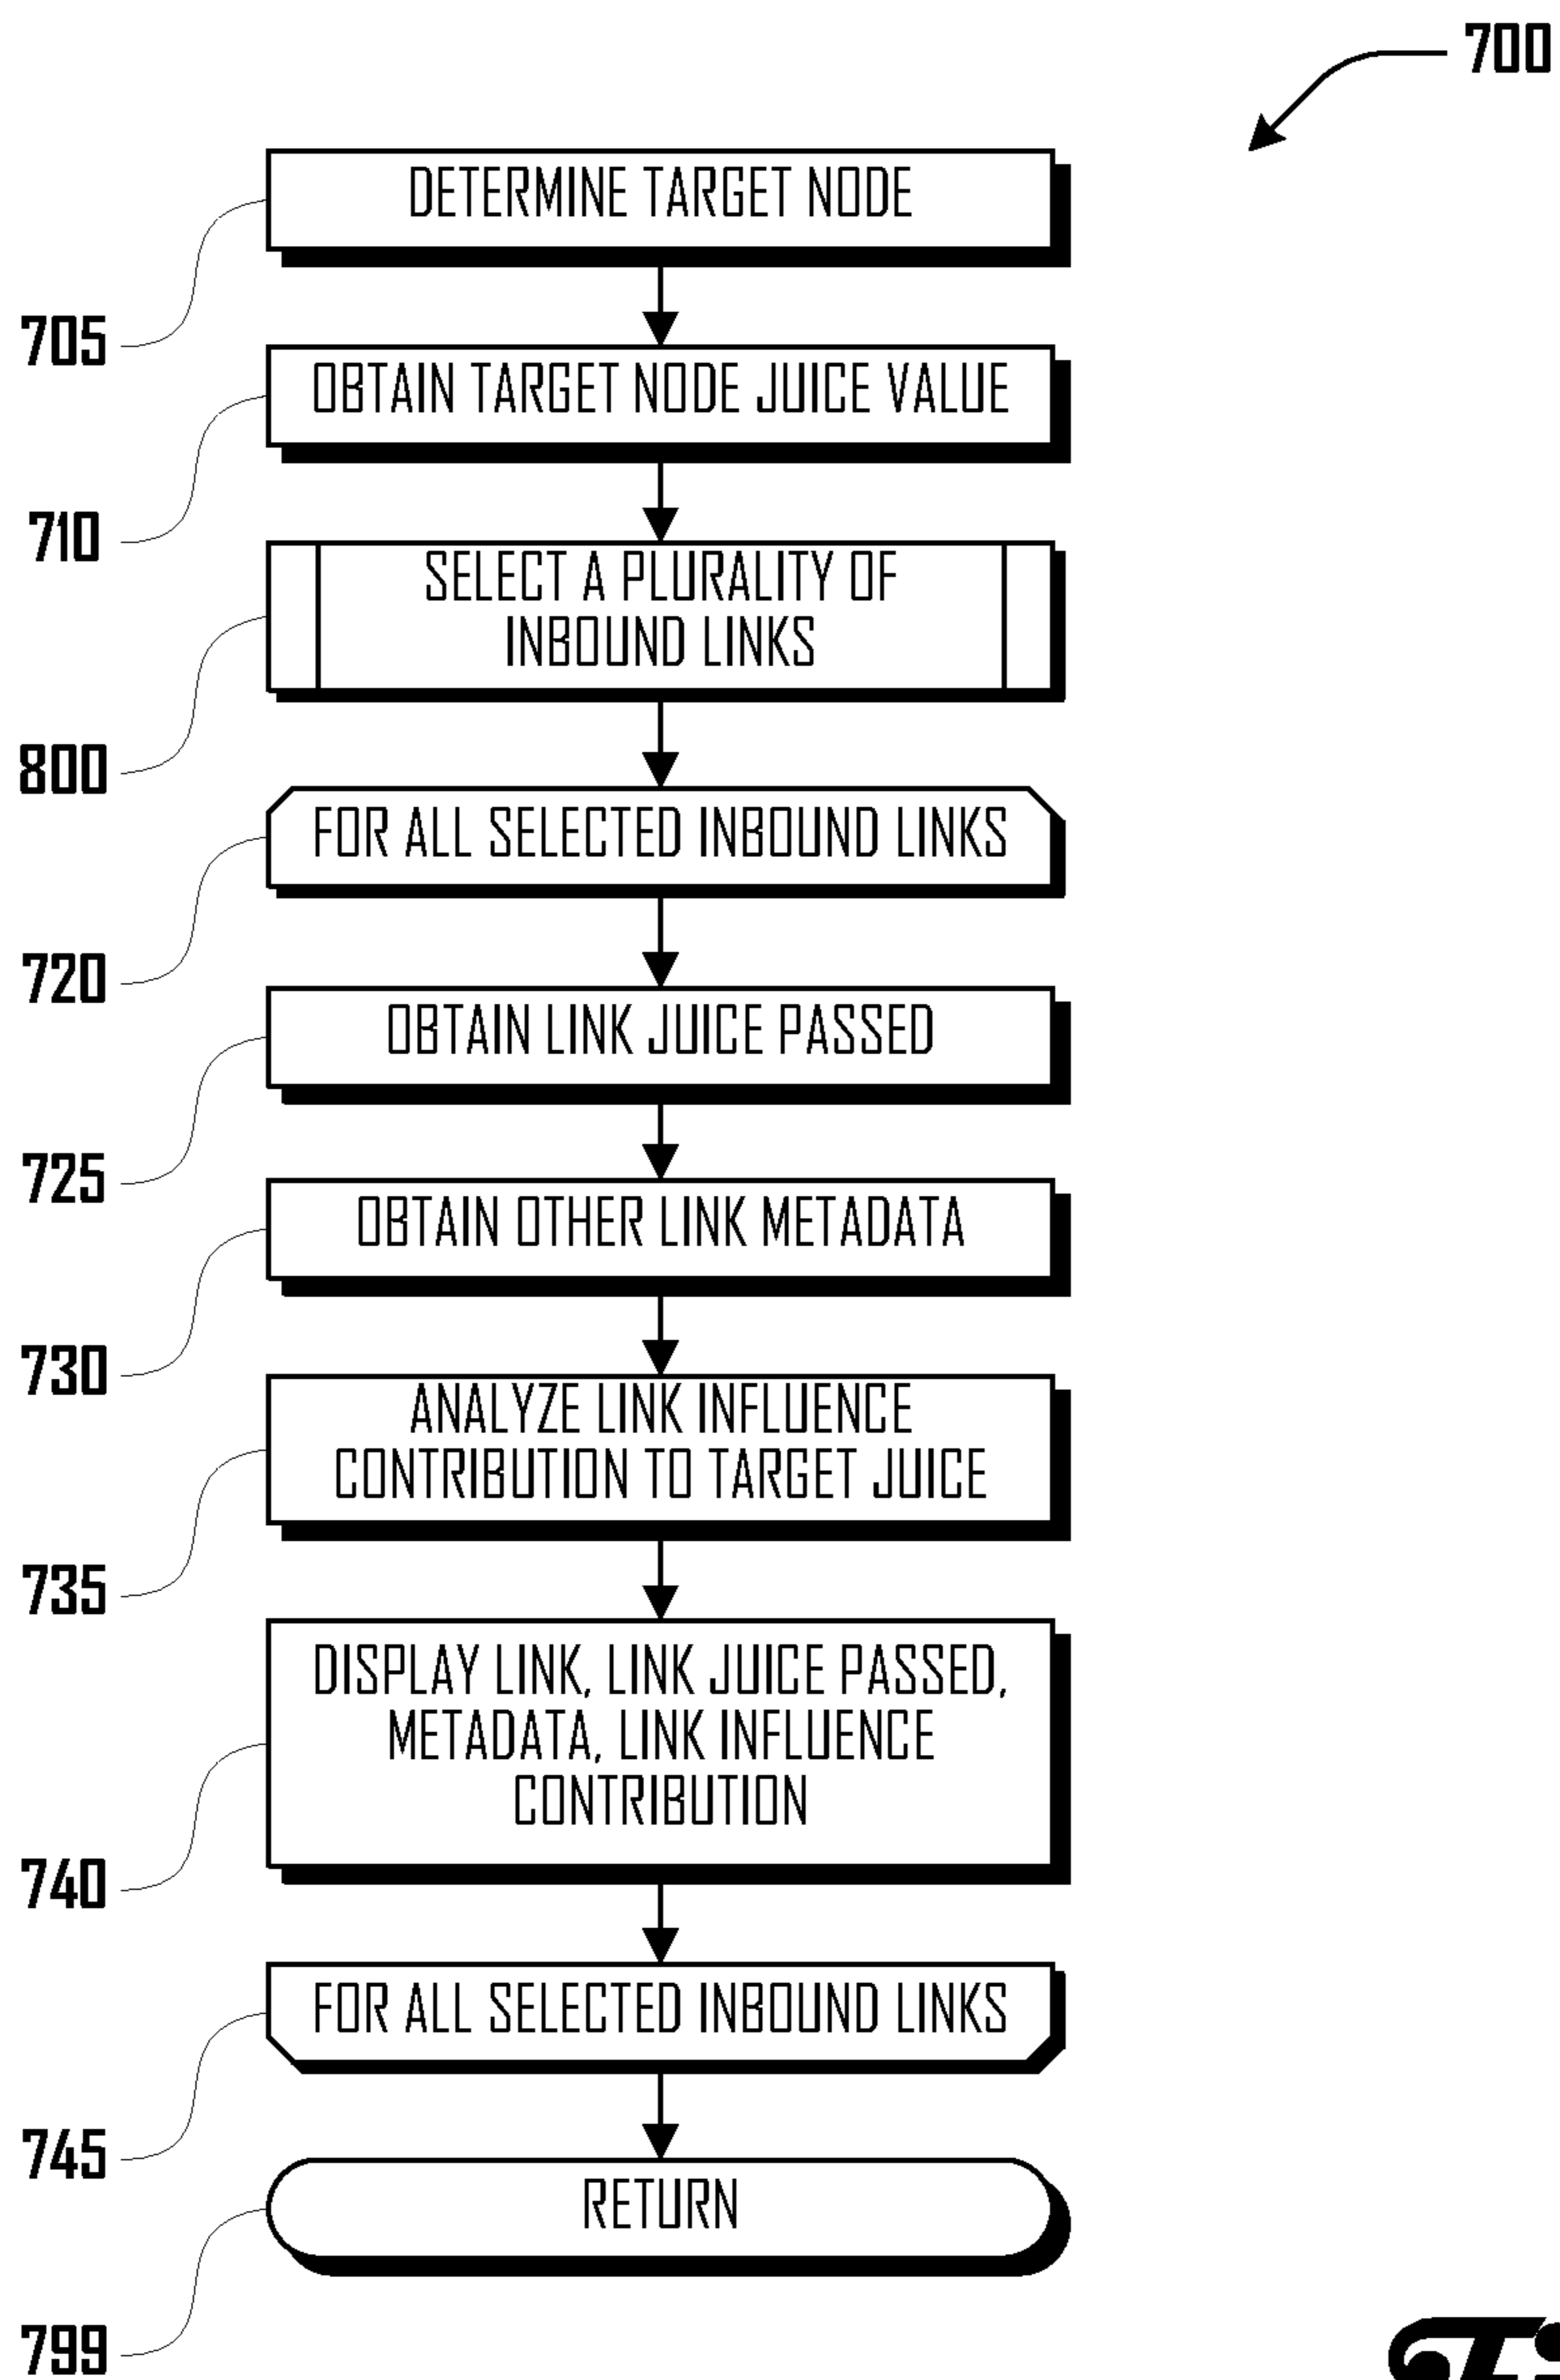 700
DETERMINE TARGET NODE
705
OBTAIN TARGET NODE JUICE VALUE
710
SELECT A PLURALITY OF
INBOUND LINKS
800
FOR ALL SELECTED INBOUND LINKS
720
OBTAIN LINK JUICE PASSED
725
OBTAIN OTHER LINK METADATA
730
ANALYZE LINK INFLUENCE
CONTRIBUTION TO TARGET JUICE
735
DISPLAY LINK, LINK JUICE PASSED,
METADATA, LINK INFLUENCE
CONTRIBUTION
740
FOR ALL SELECTED INBOUND LINKS
745
RETURN
799